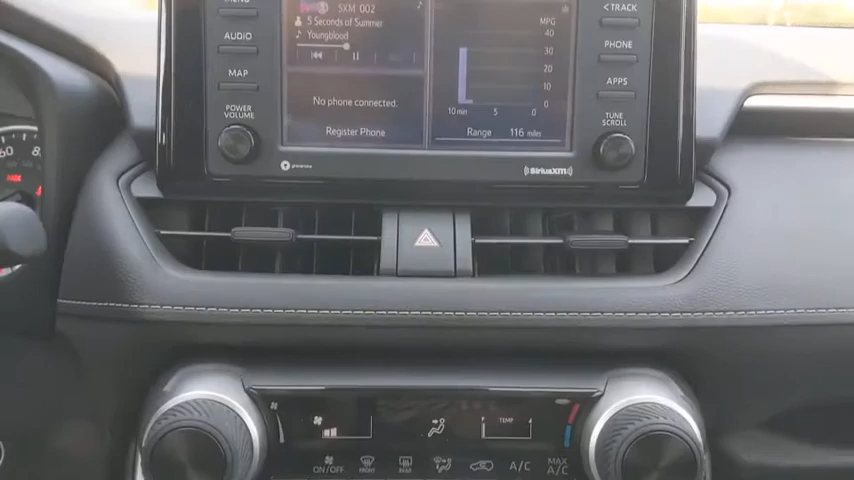 MENU
AUDIO
MAP
POWER
VOLUME
SXM 002
5 Seconds of Summer
Youngblood
No phone connected.
Register Phone
MPG
40
30
20
10
0
10 min
5
0
Range
116 miles
<TRACK
PHONE
APPS
TUNE
SCROLL
SiriusXM
80
TEMP
ON/OFF
FRONT
REAR
A/C
MAX
A/C